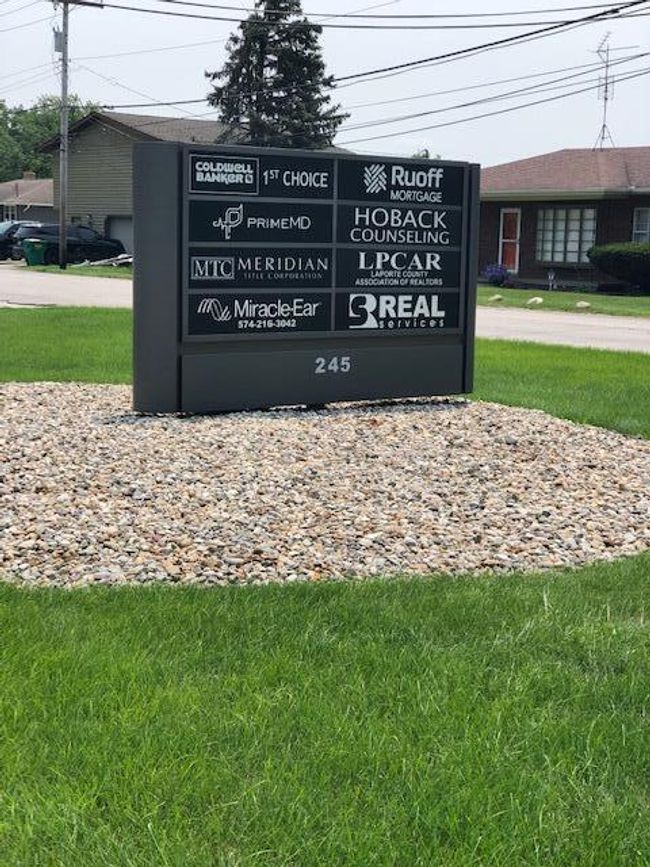 COLDWELL
BANKER
1ST CHOICE
Ruoff
MORTGAGE
PRIMEMD
HOBACK
COUNSELING
MTC MERIDIAN
TITLE CORPORATION
LPCAR
LAPORTE COUNTY
ASSOCIATION OF REALTORS
Miracle-Ear
574-216-3042
REAL
services
245